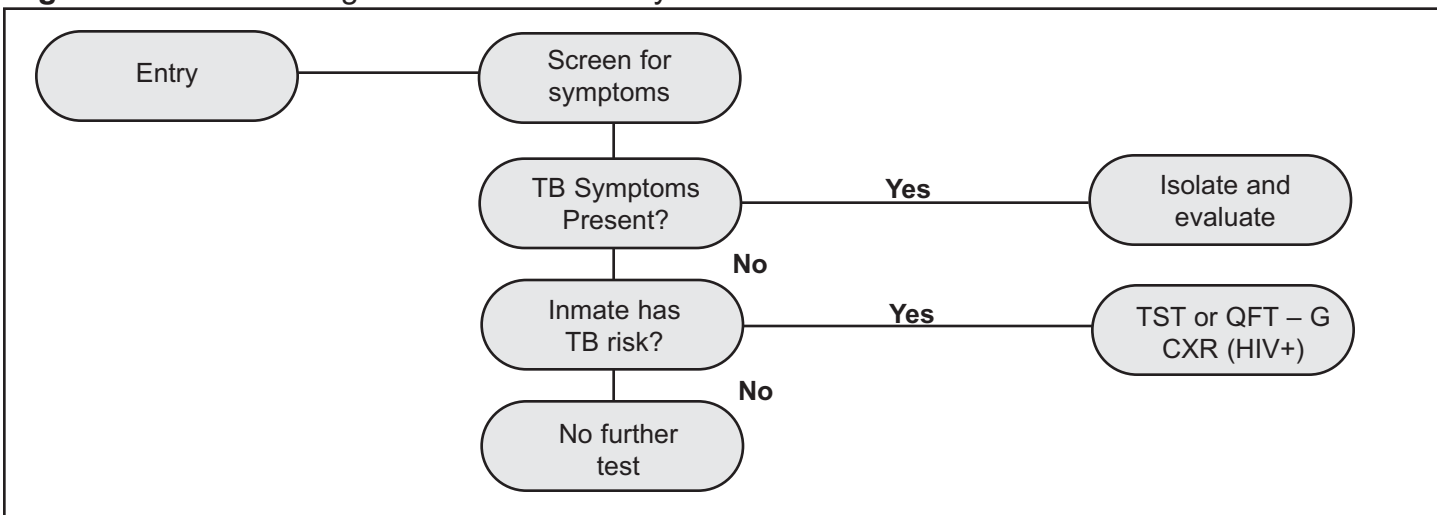 Entry
Screen for
symptoms
TB Symptoms
Present?
Yes
Isolate and
evaluate
No
Inmate has
TB risk?
Yes
TST or QFT – G
CXR (HIV+)
No
No further
test